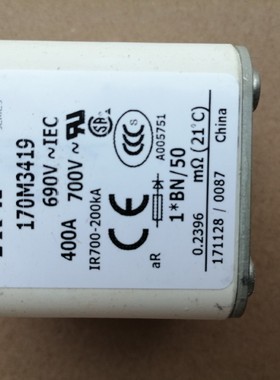 170M3419
690V~IEC
400A 700V~
IR700-200kA
aR
1*BN/50
A005751
0.2396 mΩ(21°C)
171128 / 0087
China